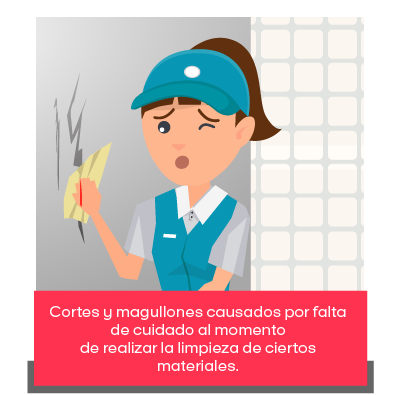 Cortes y magullones causados por falta
de cuidado al momento
de realizar la limpieza de ciertos
materiales.